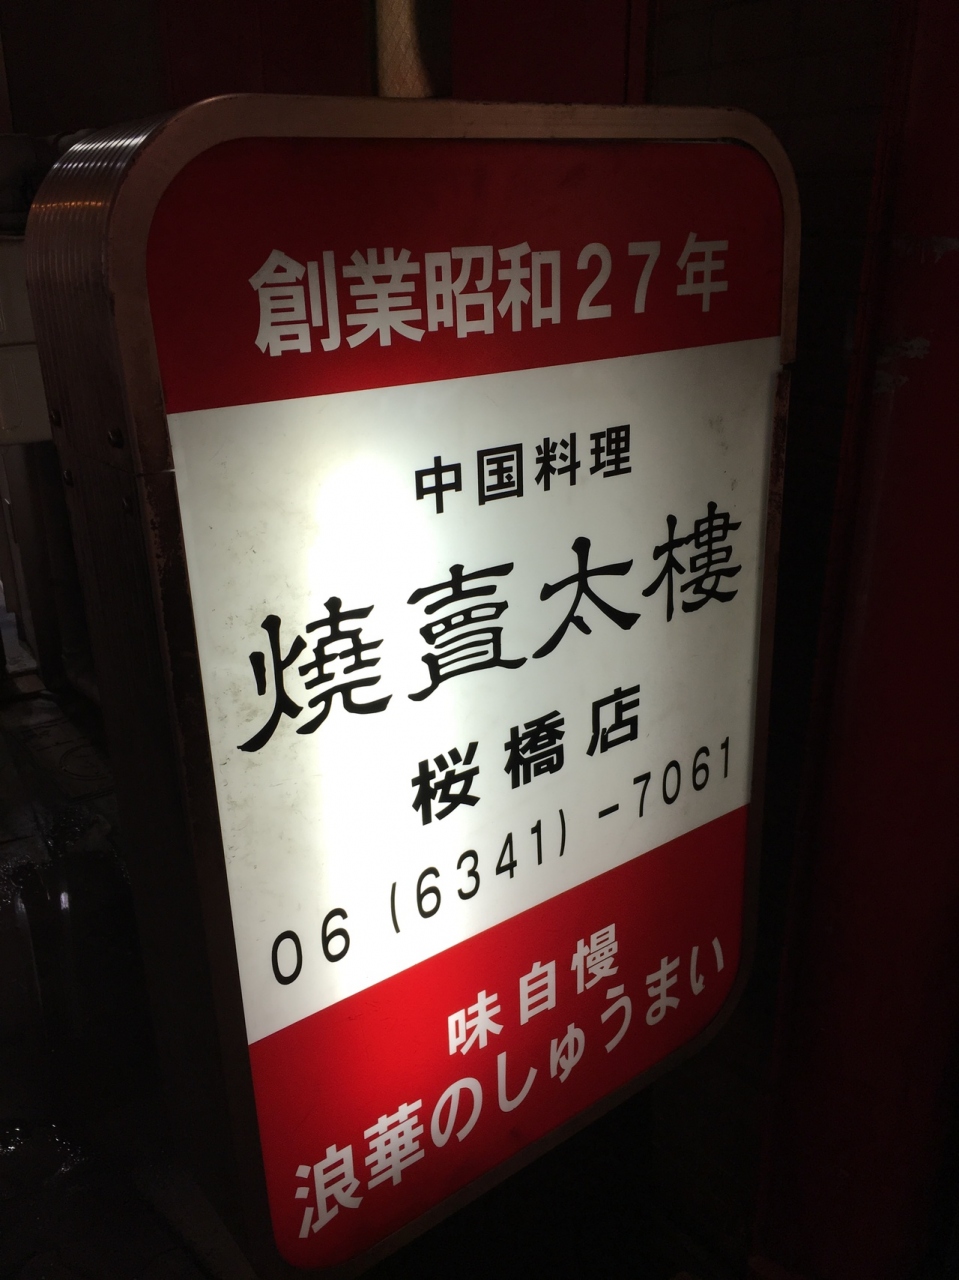 創業昭和27年
中国料理
燒賣太樓
桜橋店
06(6341)-7061
味自慢
浪華のしゅうまい